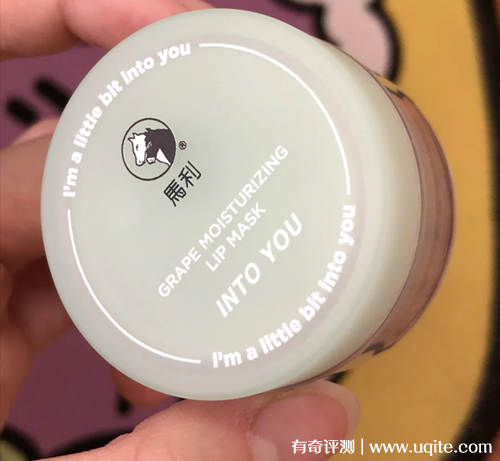 I'm a little bit into you
®
馬利
GRAPE MOISTURIZING
LIP MASK
INTO YOU
I'm a little bit into you
有奇评测 | www.uqite.com